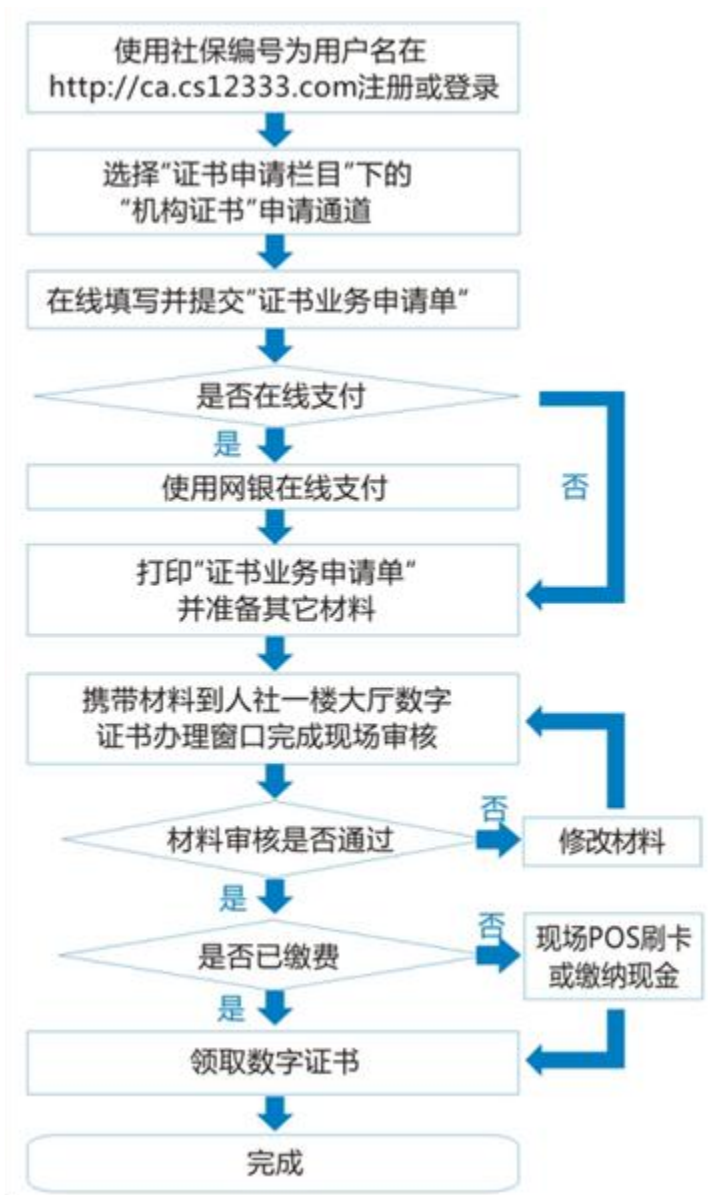 使用社保编号为用户名在
http://ca.cs12333.com注册或登录
选择"证书申请栏目"下的
"机构证书"申请通道
在线填写并提交"证书业务申请单"
是否在线支付
是
否
使用网银在线支付
打印"证书业务申请单"
并准备其它材料
携带材料到人社一楼大厅数字
证书办理窗口完成现场审核
材料审核是否通过
否
修改材料
是
是否已缴费
否
现场POS刷卡
或缴纳现金
是
领取数字证书
完成